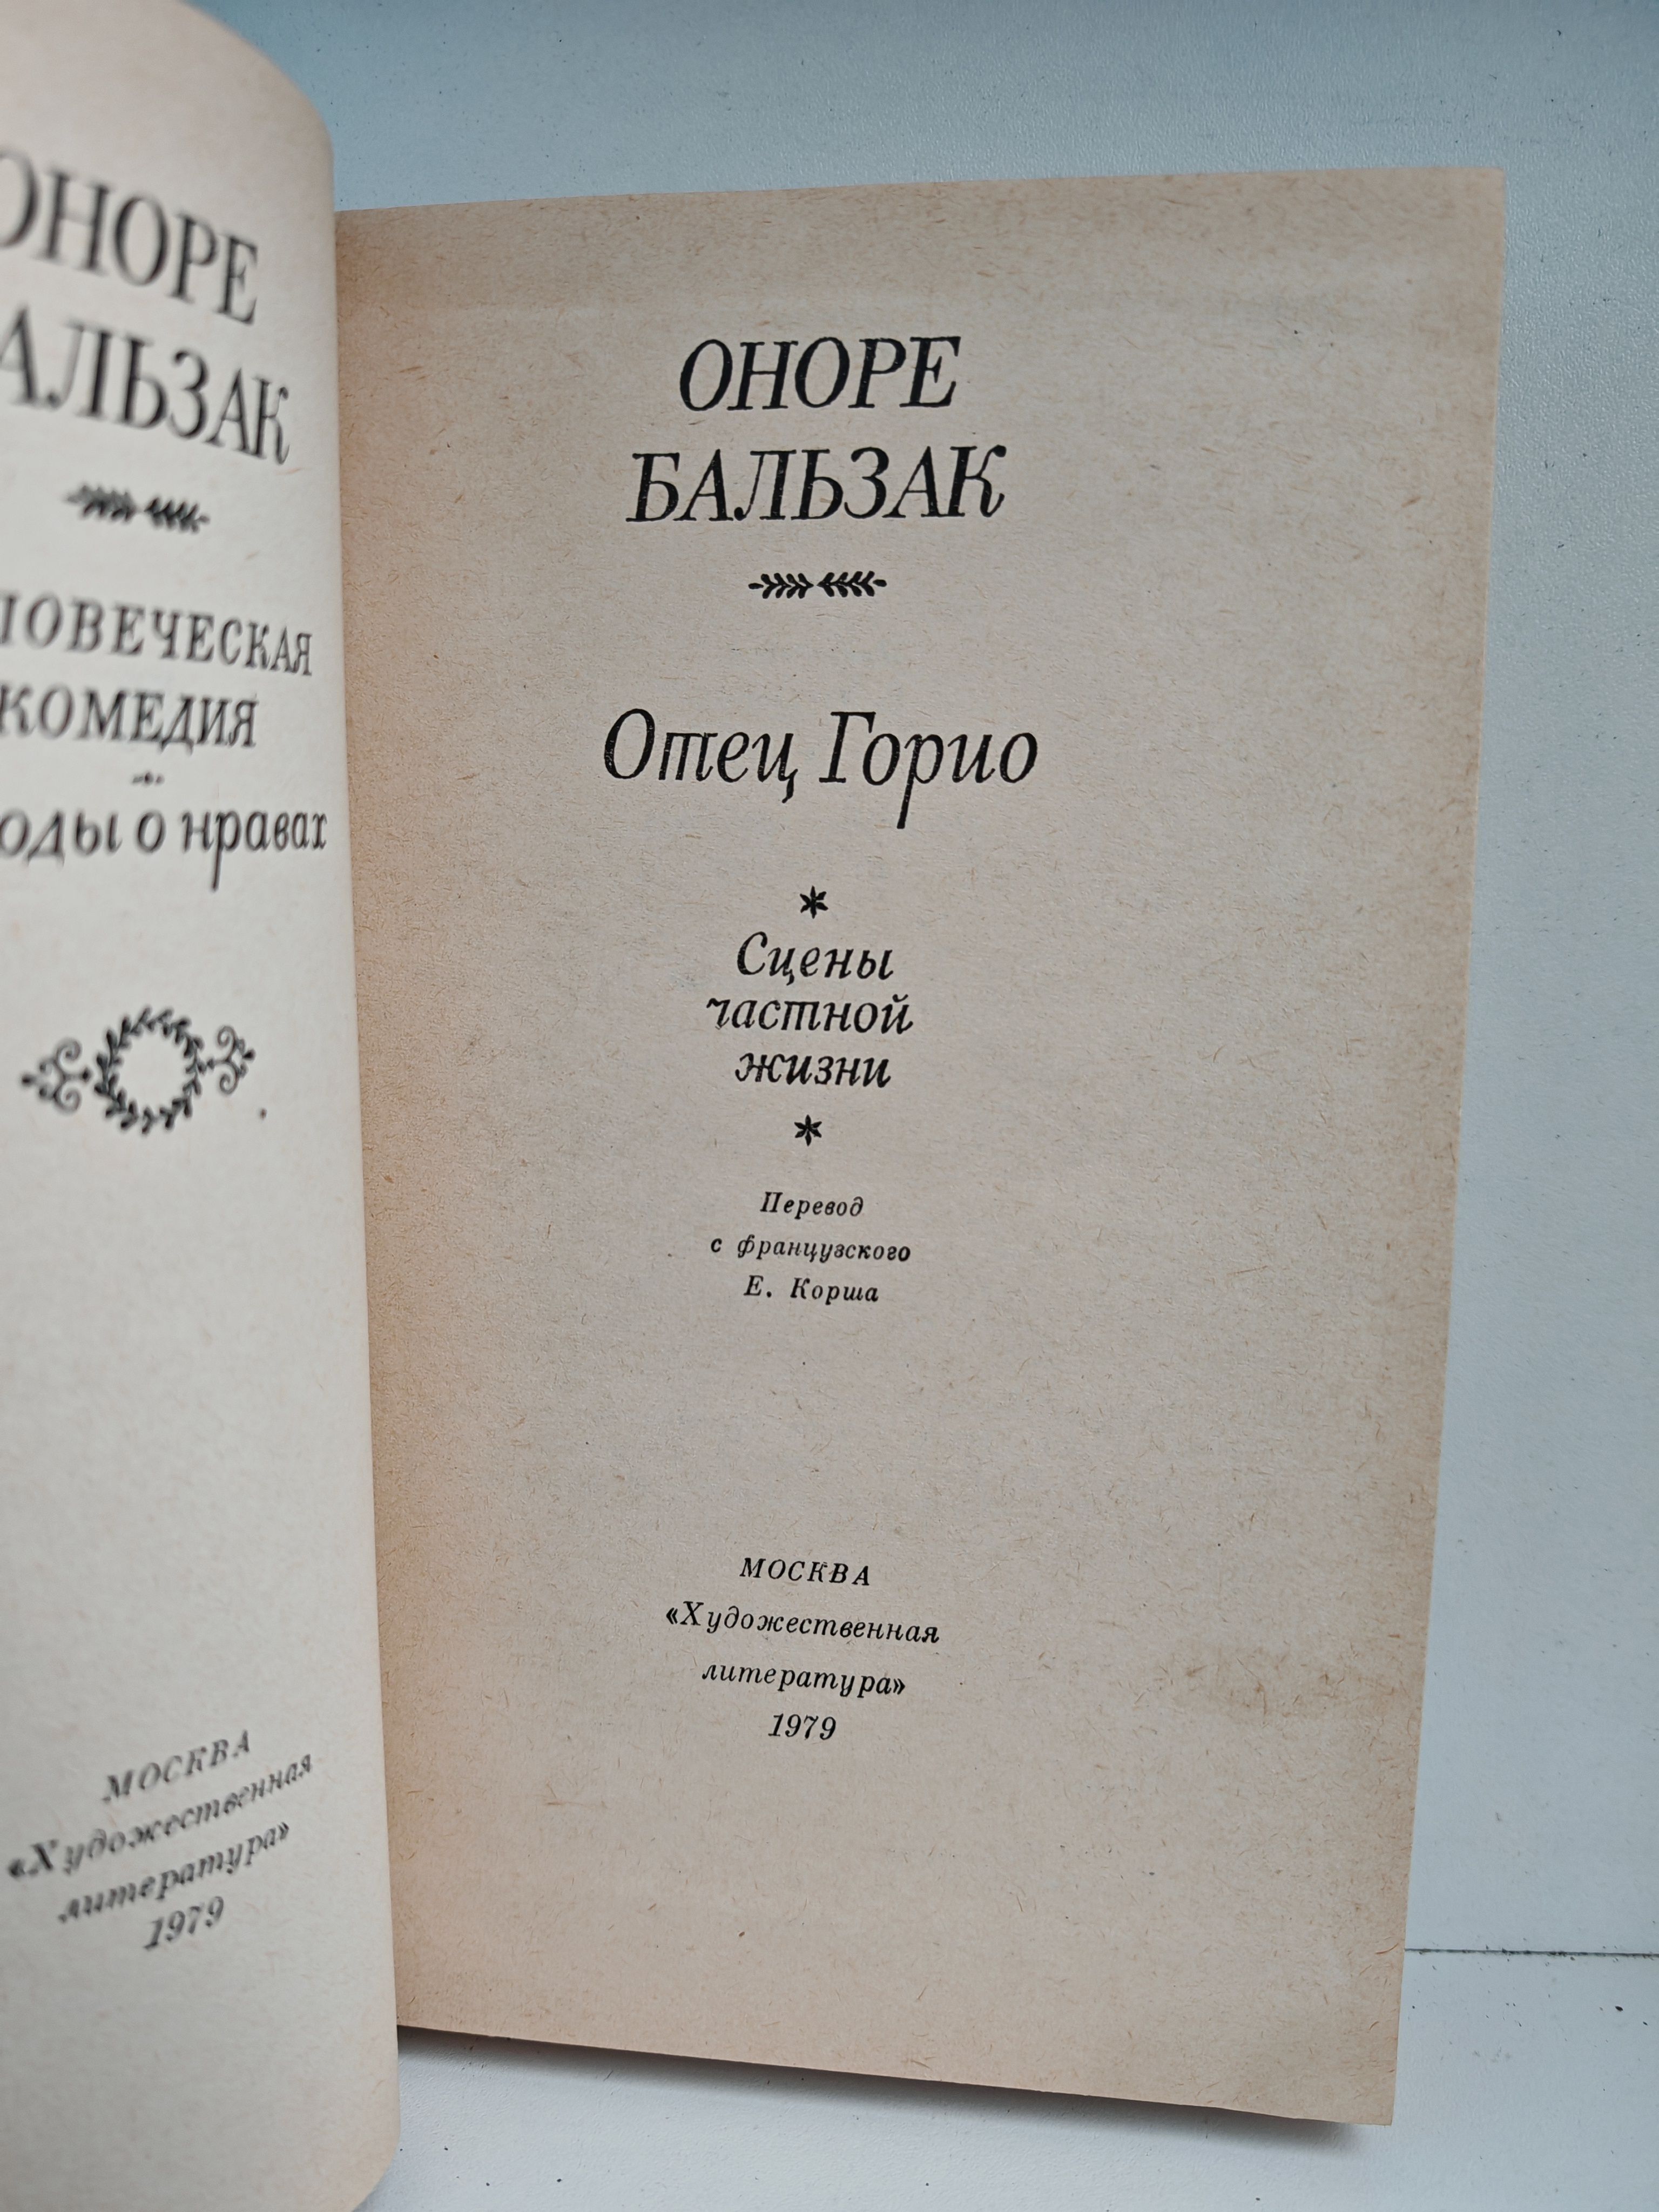 ОНОРЕ
АЛЬЗАК
ЛОВЕЧЕСКАЯ
КОМЕДИЯ
юды о нравах
МОСКВА
«Художественная
литература»
1979
ОНОРЕ
БАЛЬЗАК
Отец Горио
*
Сцены
частной
жизни
*
Перевод
с французского
Е. Корша
МОСКВА
«Художественная
литература»
1979